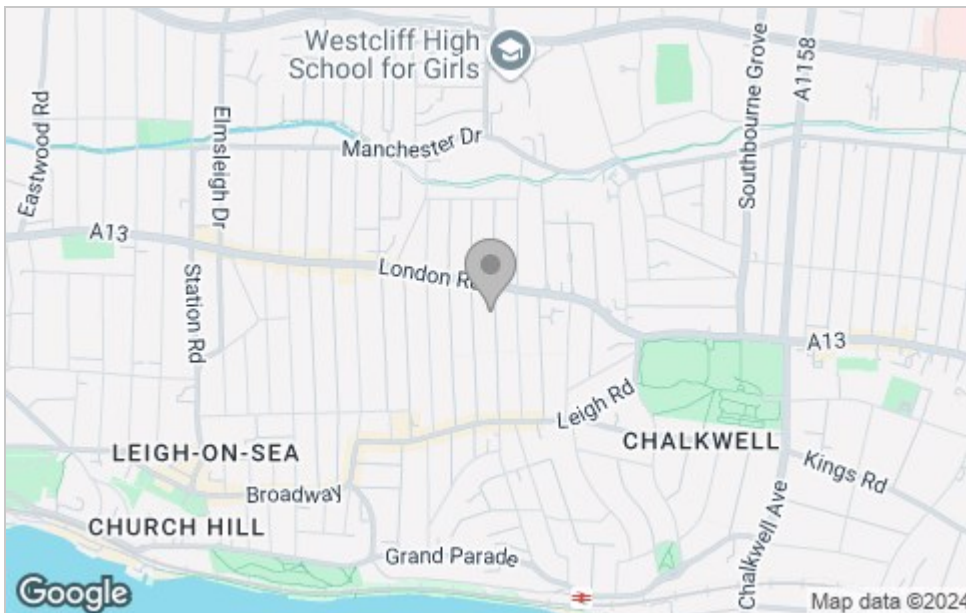 Westcliff High
School for Girls
Southbourne Grove
A1158
Eastwood Rd
Elmsleigh Dr
Manchester Dr
A13
London Rd
Station Rd
A13
Leigh Rd
CHALKWELL
Kings Rd
LEIGH-ON-SEA
Broadway
CHURCH HILL
Chalkwell Ave
Grand Parade
Google
Map data ©2024